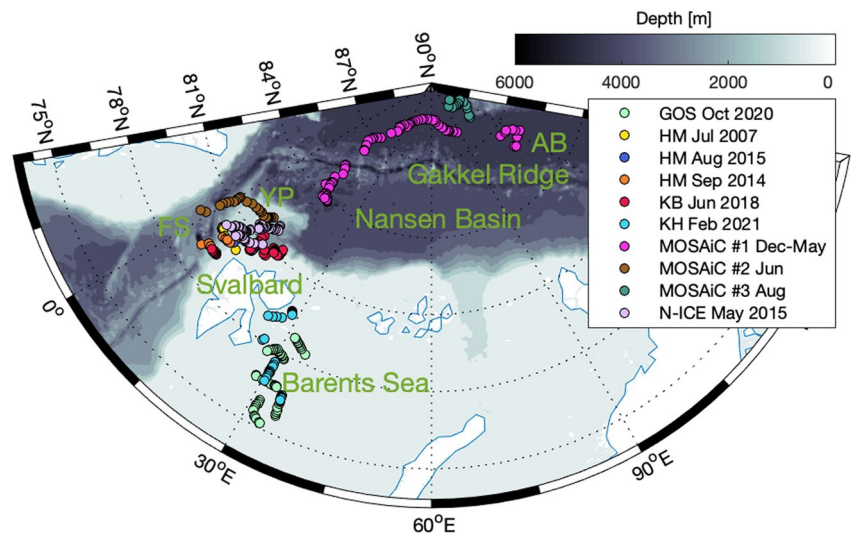 Depth [m]
6000 4000 2000 0
75°N 78°N 81°N 84°N 87°N 90°N
GOS Oct 2020
HM Jul 2007
HM Aug 2015
HM Sep 2014
KB Jun 2018
KH Feb 2021
MOSAiC #1 Dec-May
MOSAiC #2 Jun
MOSAiC #3 Aug
N-ICE May 2015
AB
Gakkel Ridge
YP
Nansen Basin
FS
Svalbard
Barents Sea
0°
30°E
60°E
90°E